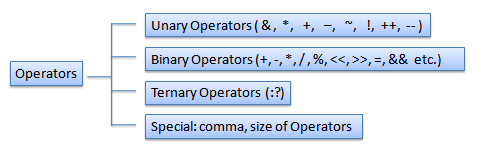 Unary Operators ( & , *, +, –, ~, !, ++, -- )
Binary Operators (+, -, *, /, %, <<, >>, =, && etc.)
Operators
Ternary Operators (:?)
Special: comma, size of Operators